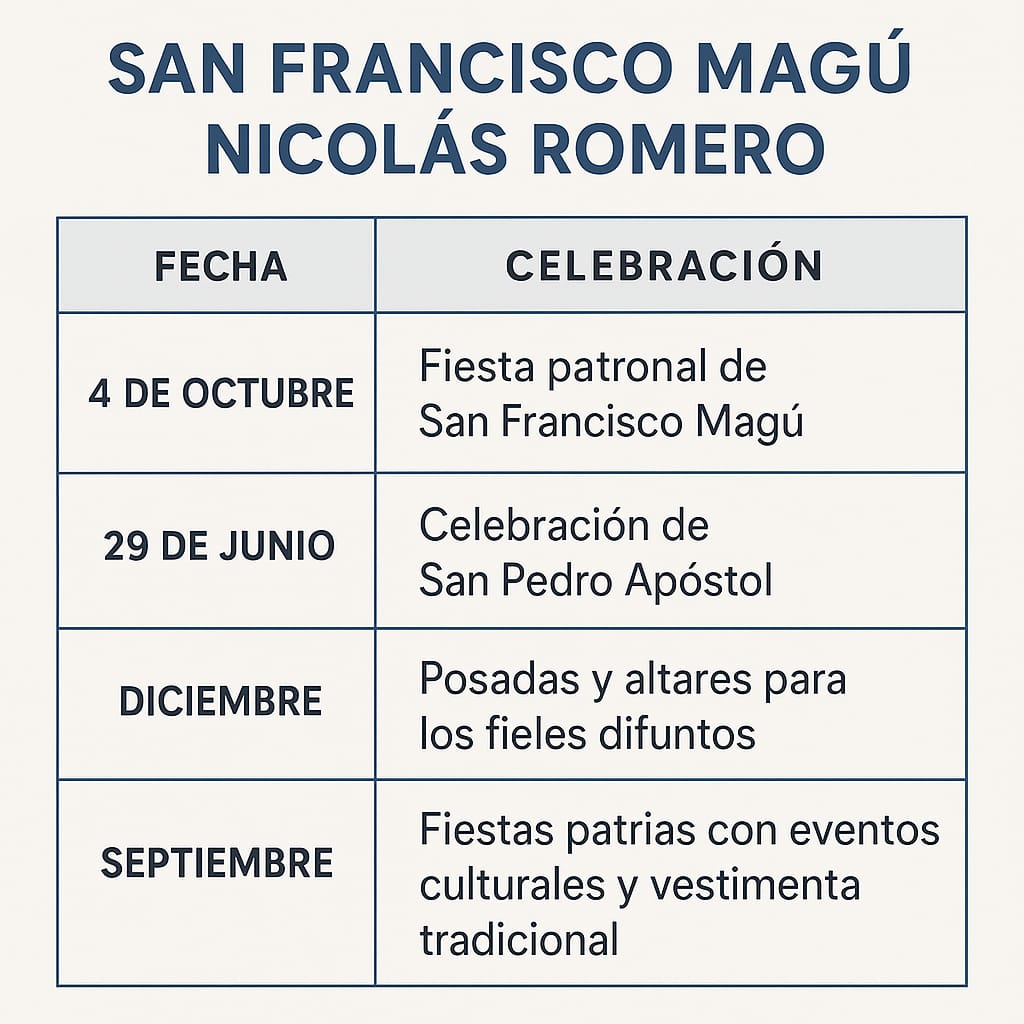 SAN FRANCISCO MAGÚ
NICOLÁS ROMERO
FECHA
CELEBRACIÓN
4 DE OCTUBRE
Fiesta patronal de
San Francisco Magú
29 DE JUNIO
Celebración de
San Pedro Apóstol
DICIEMBRE
Posadas y altares para
los fieles difuntos
SEPTIEMBRE
Fiestas patrias con eventos
culturales y vestimenta
tradicional